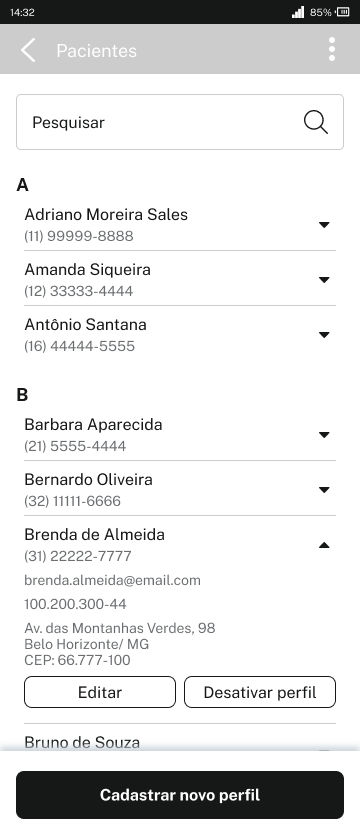 14:32
85%
Pacientes
Pesquisar
A
Adriano Moreira Sales
(11) 99999-8888
Amanda Siqueira
(12) 33333-4444
Antônio Santana
(16) 44444-5555
B
Barbara Aparecida
(21) 5555-4444
Bernardo Oliveira
(32) 11111-6666
Brenda de Almeida
(31) 22222-7777
brenda.almeida@email.com
100.200.300-44
Av. das Montanhas Verdes, 98
Belo Horizonte/ MG
CEP: 66.777-100
Editar
Desativar perfil
Bruno de Souza
Cadastrar novo perfil